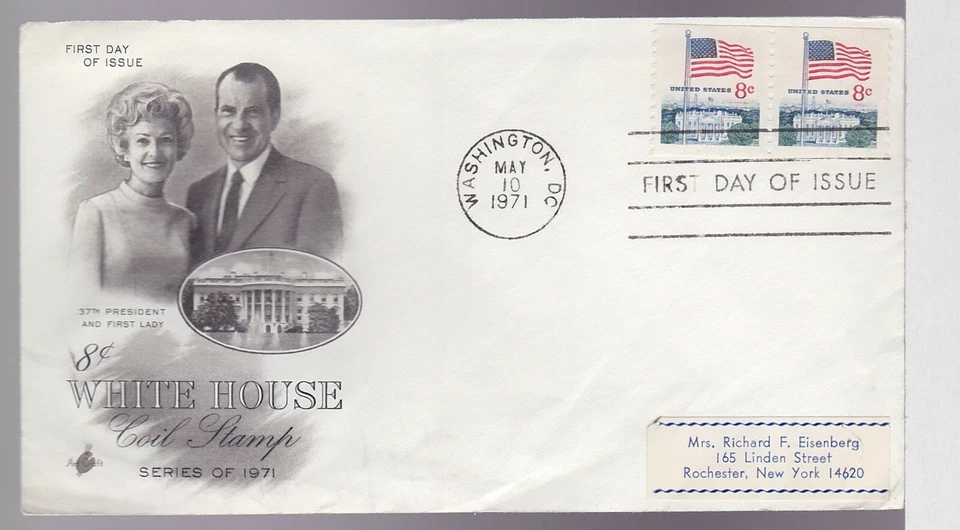 FIRST DAY
OF ISSUE
37TH PRESIDENT
AND FIRST LADY
8¢
WHITE HOUSE
Coil Stamp
SERIES OF 1971
ArtCraft
WASHINGTON, DC
MAY
10
1971
UNITED STATES 8c
UNITED STATES 8c
FIRST DAY OF ISSUE
Mrs. Richard F. Eisenberg
165 Linden Street
Rochester, New York 14620